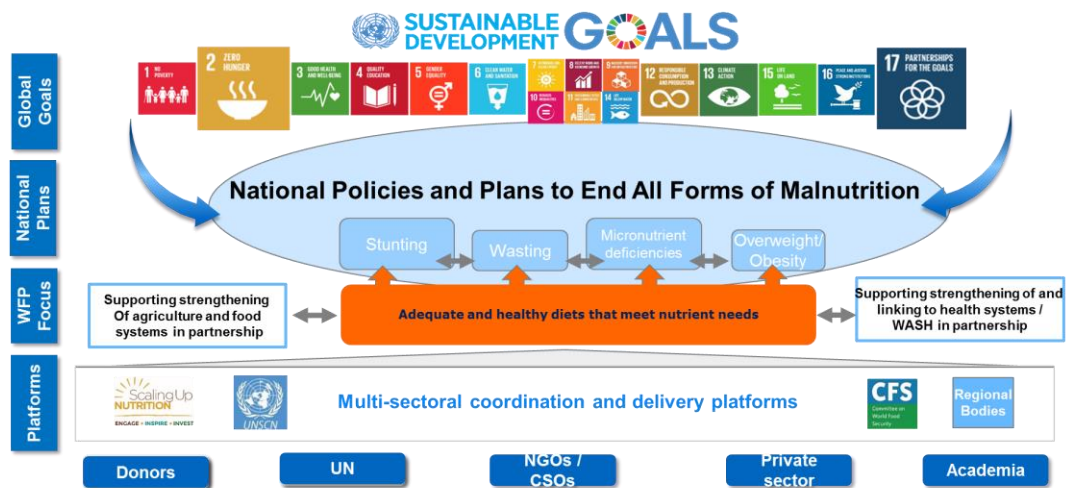 SUSTAINABLE
DEVELOPMENT
GOALS
Global
Goals
1 NO
POVERTY
2 ZERO
HUNGER
3 GOOD HEALTH
AND WELL-BEING
4 QUALITY
EDUCATION
5 GENDER
EQUALITY
6 CLEAN WATER
AND SANITATION
7
8
9
10
11
14
12 RESPONSIBLE
CONSUMPTION
AND PRODUCTION
13 CLIMATE
ACTION
15 LIFE
ON LAND
16 PEACE AND JUSTICE
STRONG INSTITUTIONS
17 PARTNERSHIPS
FOR THE GOALS
National
Plans
National Policies and Plans to End All Forms of Malnutrition
Stunting
Wasting
Micronutrient
deficiencies
Overweight/
Obesity
WFP
Focus
Supporting strengthening
Of agriculture and food
systems in partnership
Adequate and healthy diets that meet nutrient needs
Supporting strengthening of and
linking to health systems /
WASH in partnership
Platforms
Scaling Up
NUTRITION
ENGAGE • INSPIRE • INVEST
UNSCN
Multi-sectoral coordination and delivery platforms
CFS
Committee on
World Food
Security
Regional
Bodies
Donors
UN
NGOs /
CSOs
Private
sector
Academia